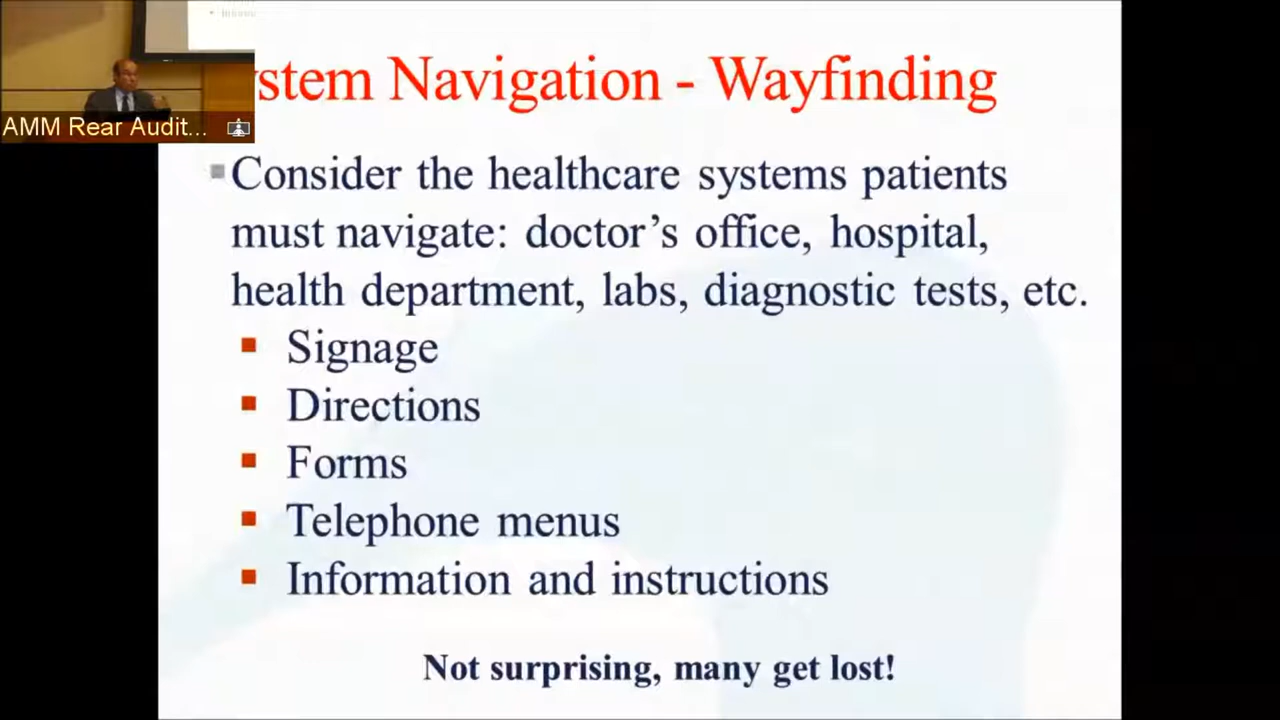 ystem Navigation - Wayfinding
AMM Rear Audit...
Consider the healthcare systems patients
must navigate: doctor’s office, hospital,
health department, labs, diagnostic tests, etc.
Signage
Directions
Forms
Telephone menus
Information and instructions
Not surprising, many get lost!